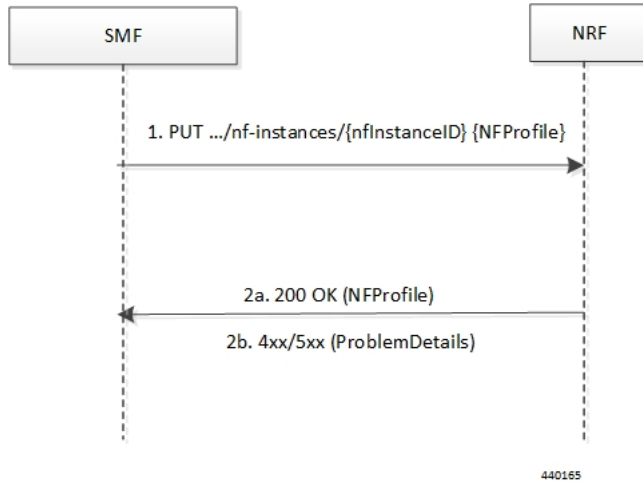 SMF
NRF
1. PUT .../nf-instances/{nfInstanceID} {NFProfile}
2a. 200 OK (NFProfile)
2b. 4xx/5xx (ProblemDetails)
440165